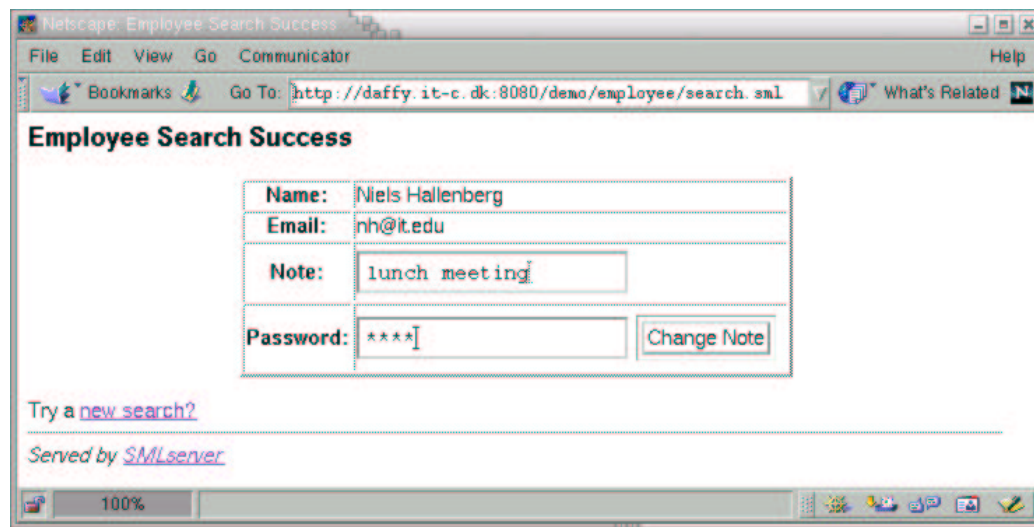 Netscape: Employee Search Success
File Edit View Go Communicator Help
Bookmarks Go To: http://daffy.it-c.dk:8080/demo/employee/search.sml What's Related N
Employee Search Success
Name: Niels Hallenberg
Email: nh@it.edu
Note: lunch meeting
Password: **** Change Note
Try a new search?
Served by SMLserver
100%